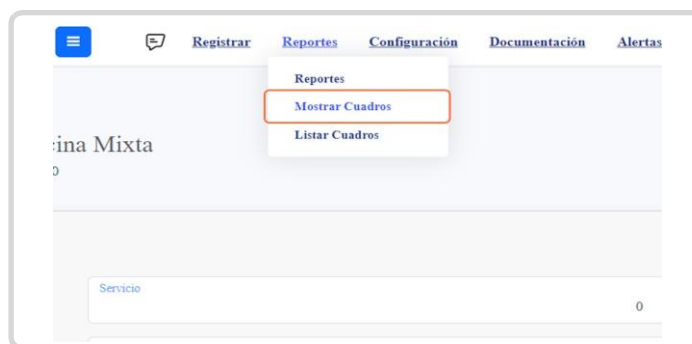 Registrar Reportes Configuración Documentación Alertas
Reportes
Mostrar Cuadros
Listar Cuadros
ina Mixta
Servicio
0